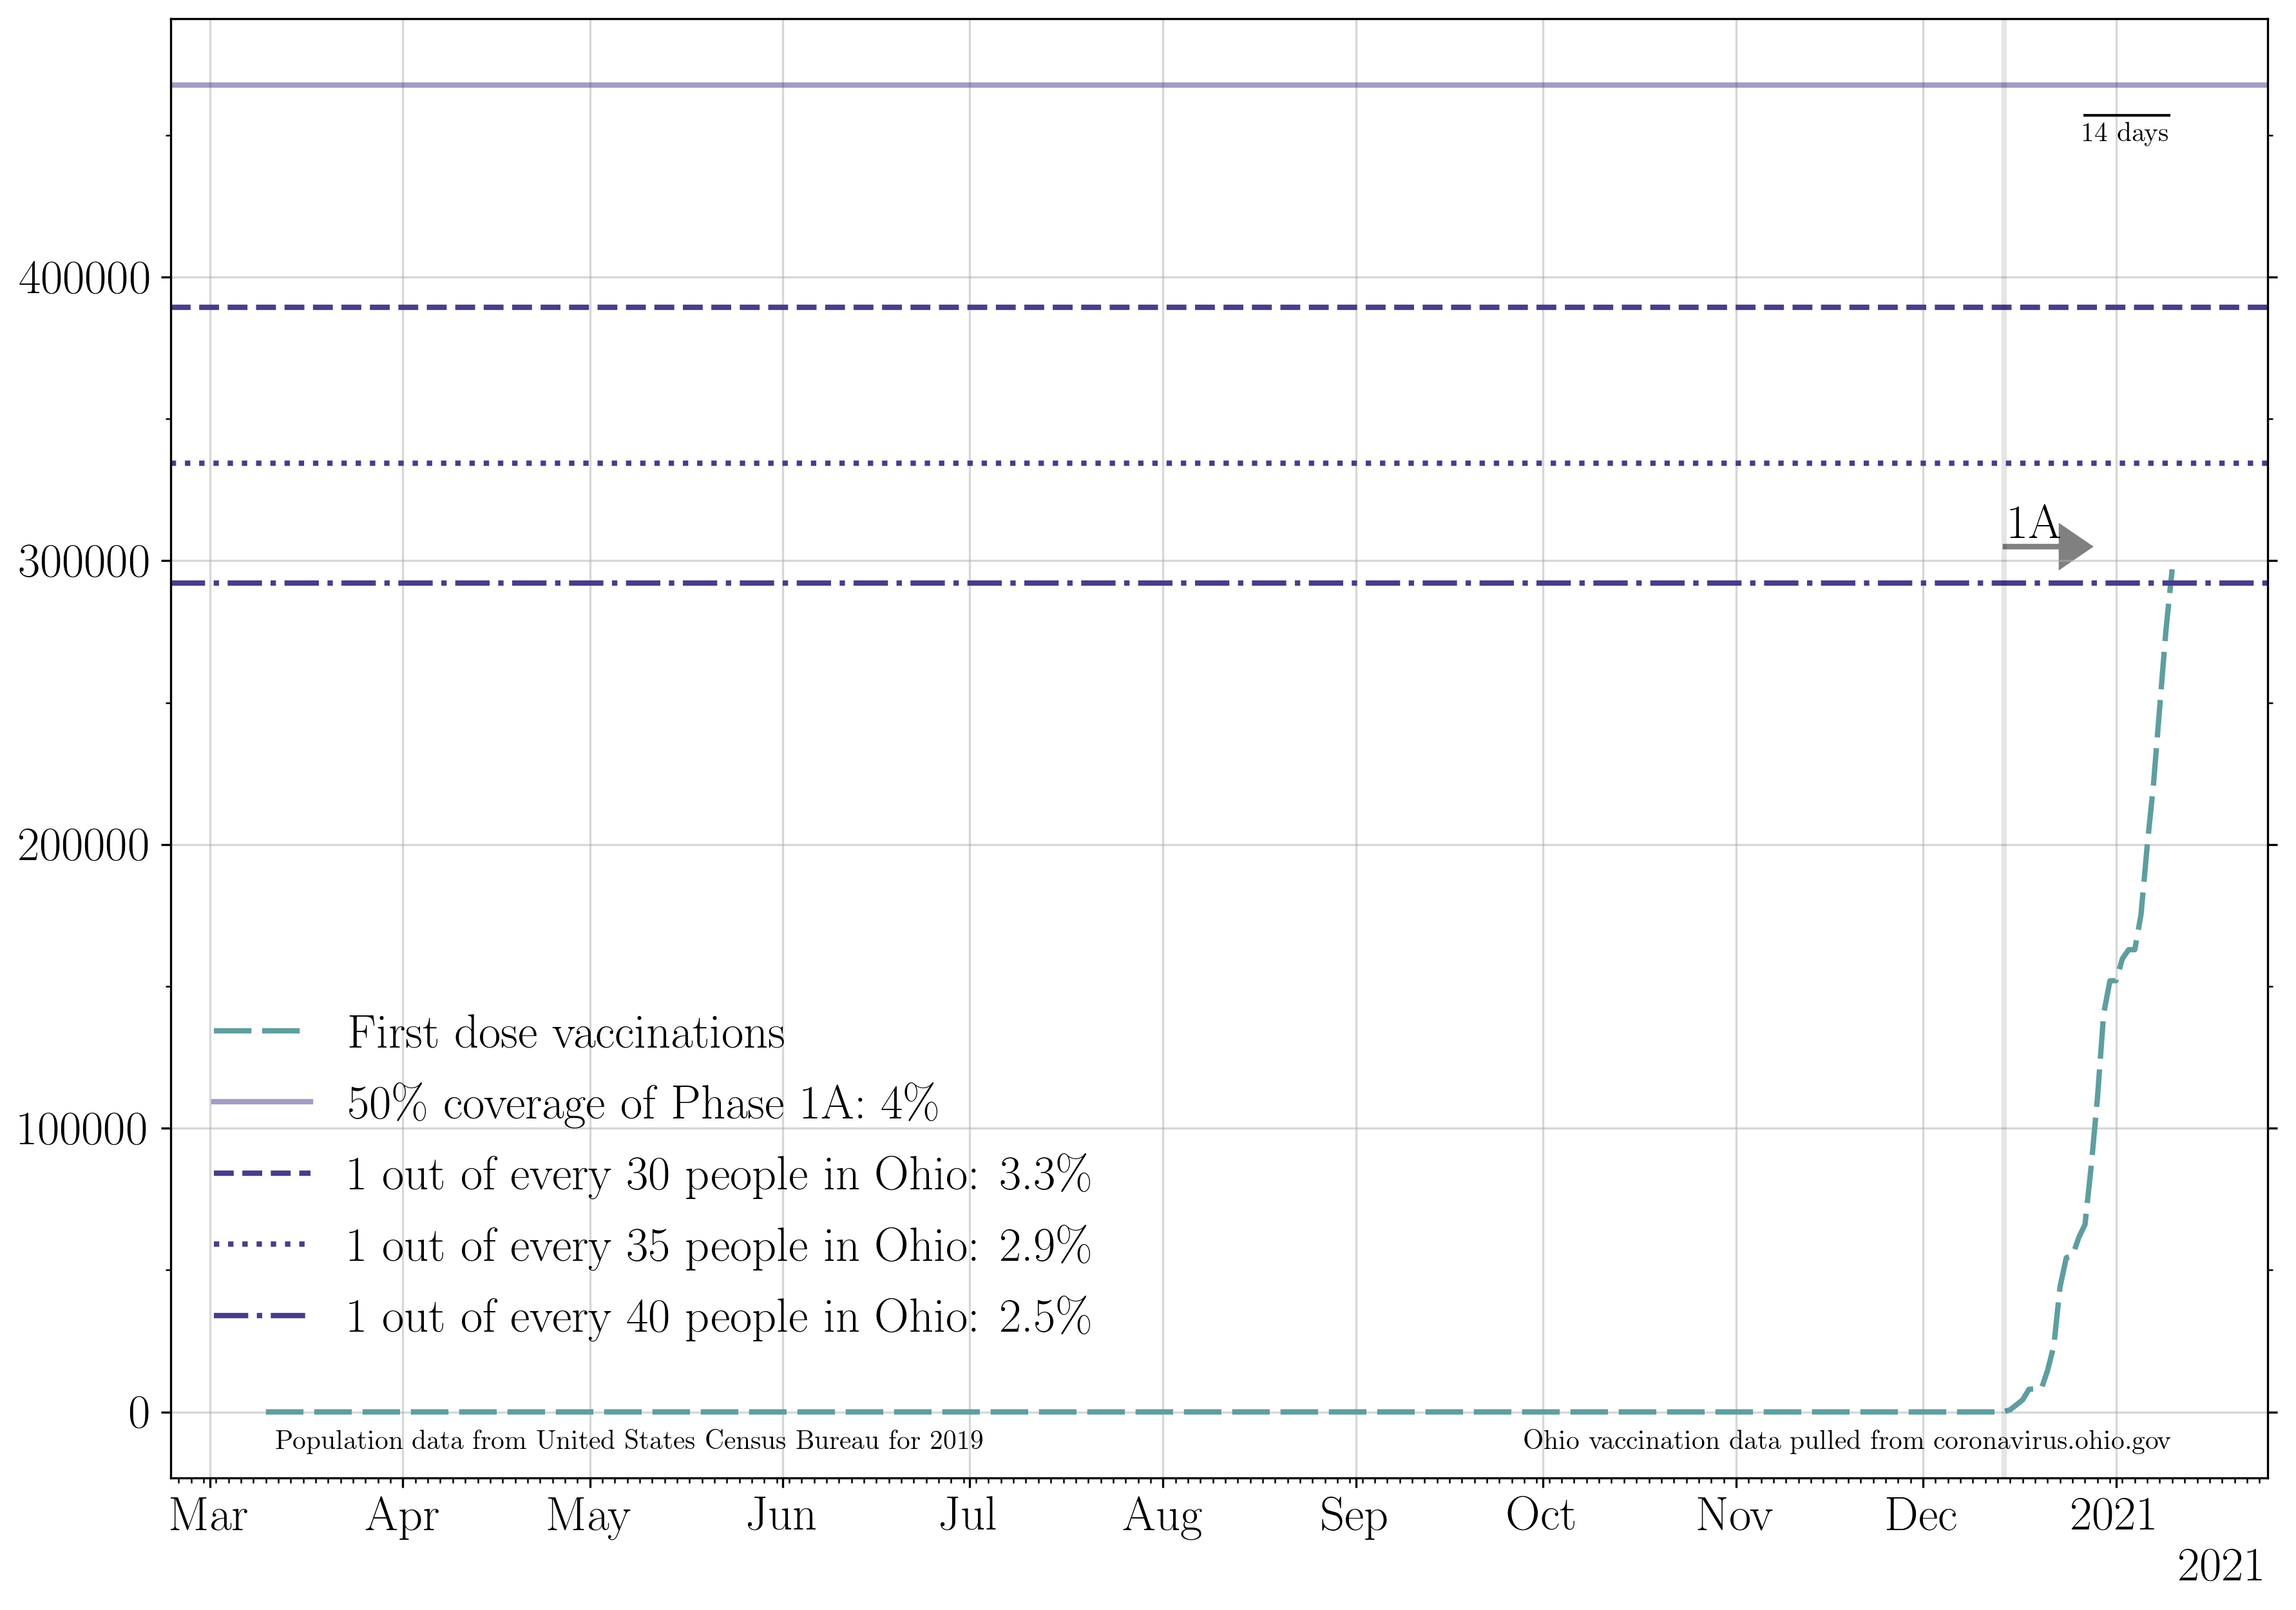 14 days
400000
300000
200000
100000
0
1A
First dose vaccinations
50% coverage of Phase 1A: 4%
1 out of every 30 people in Ohio: 3.3%
1 out of every 35 people in Ohio: 2.9%
1 out of every 40 people in Ohio: 2.5%
Population data from United States Census Bureau for 2019
Ohio vaccination data pulled from coronavirus.ohio.gov
Mar Apr May Jun Jul Aug Sep Oct Nov Dec 2021
2021